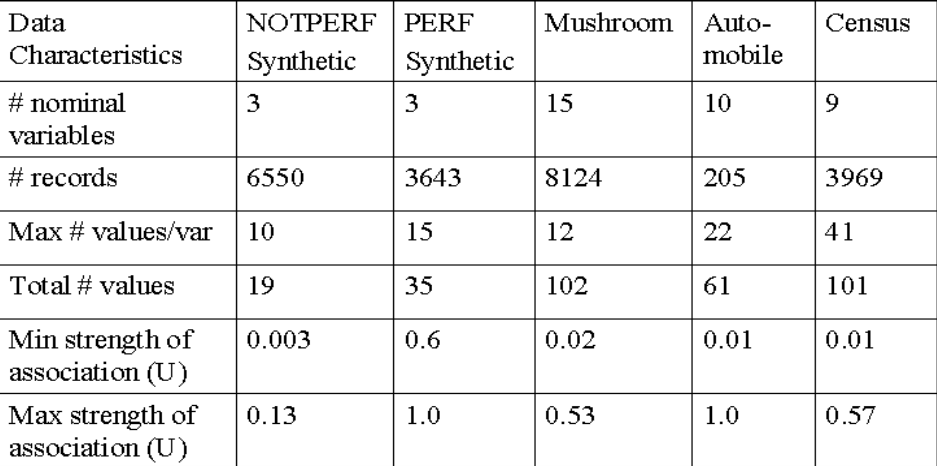 Data Characteristics | NOTPERF Synthetic | PERF Synthetic | Mushroom | Auto-mobile | Census
# nominal variables | 3 | 3 | 15 | 10 | 9
# records | 6550 | 3643 | 8124 | 205 | 3969
Max # values/var | 10 | 15 | 12 | 22 | 41
Total # values | 19 | 35 | 102 | 61 | 101
Min strength of association (U) | 0.003 | 0.6 | 0.02 | 0.01 | 0.01
Max strength of association (U) | 0.13 | 1.0 | 0.53 | 1.0 | 0.57